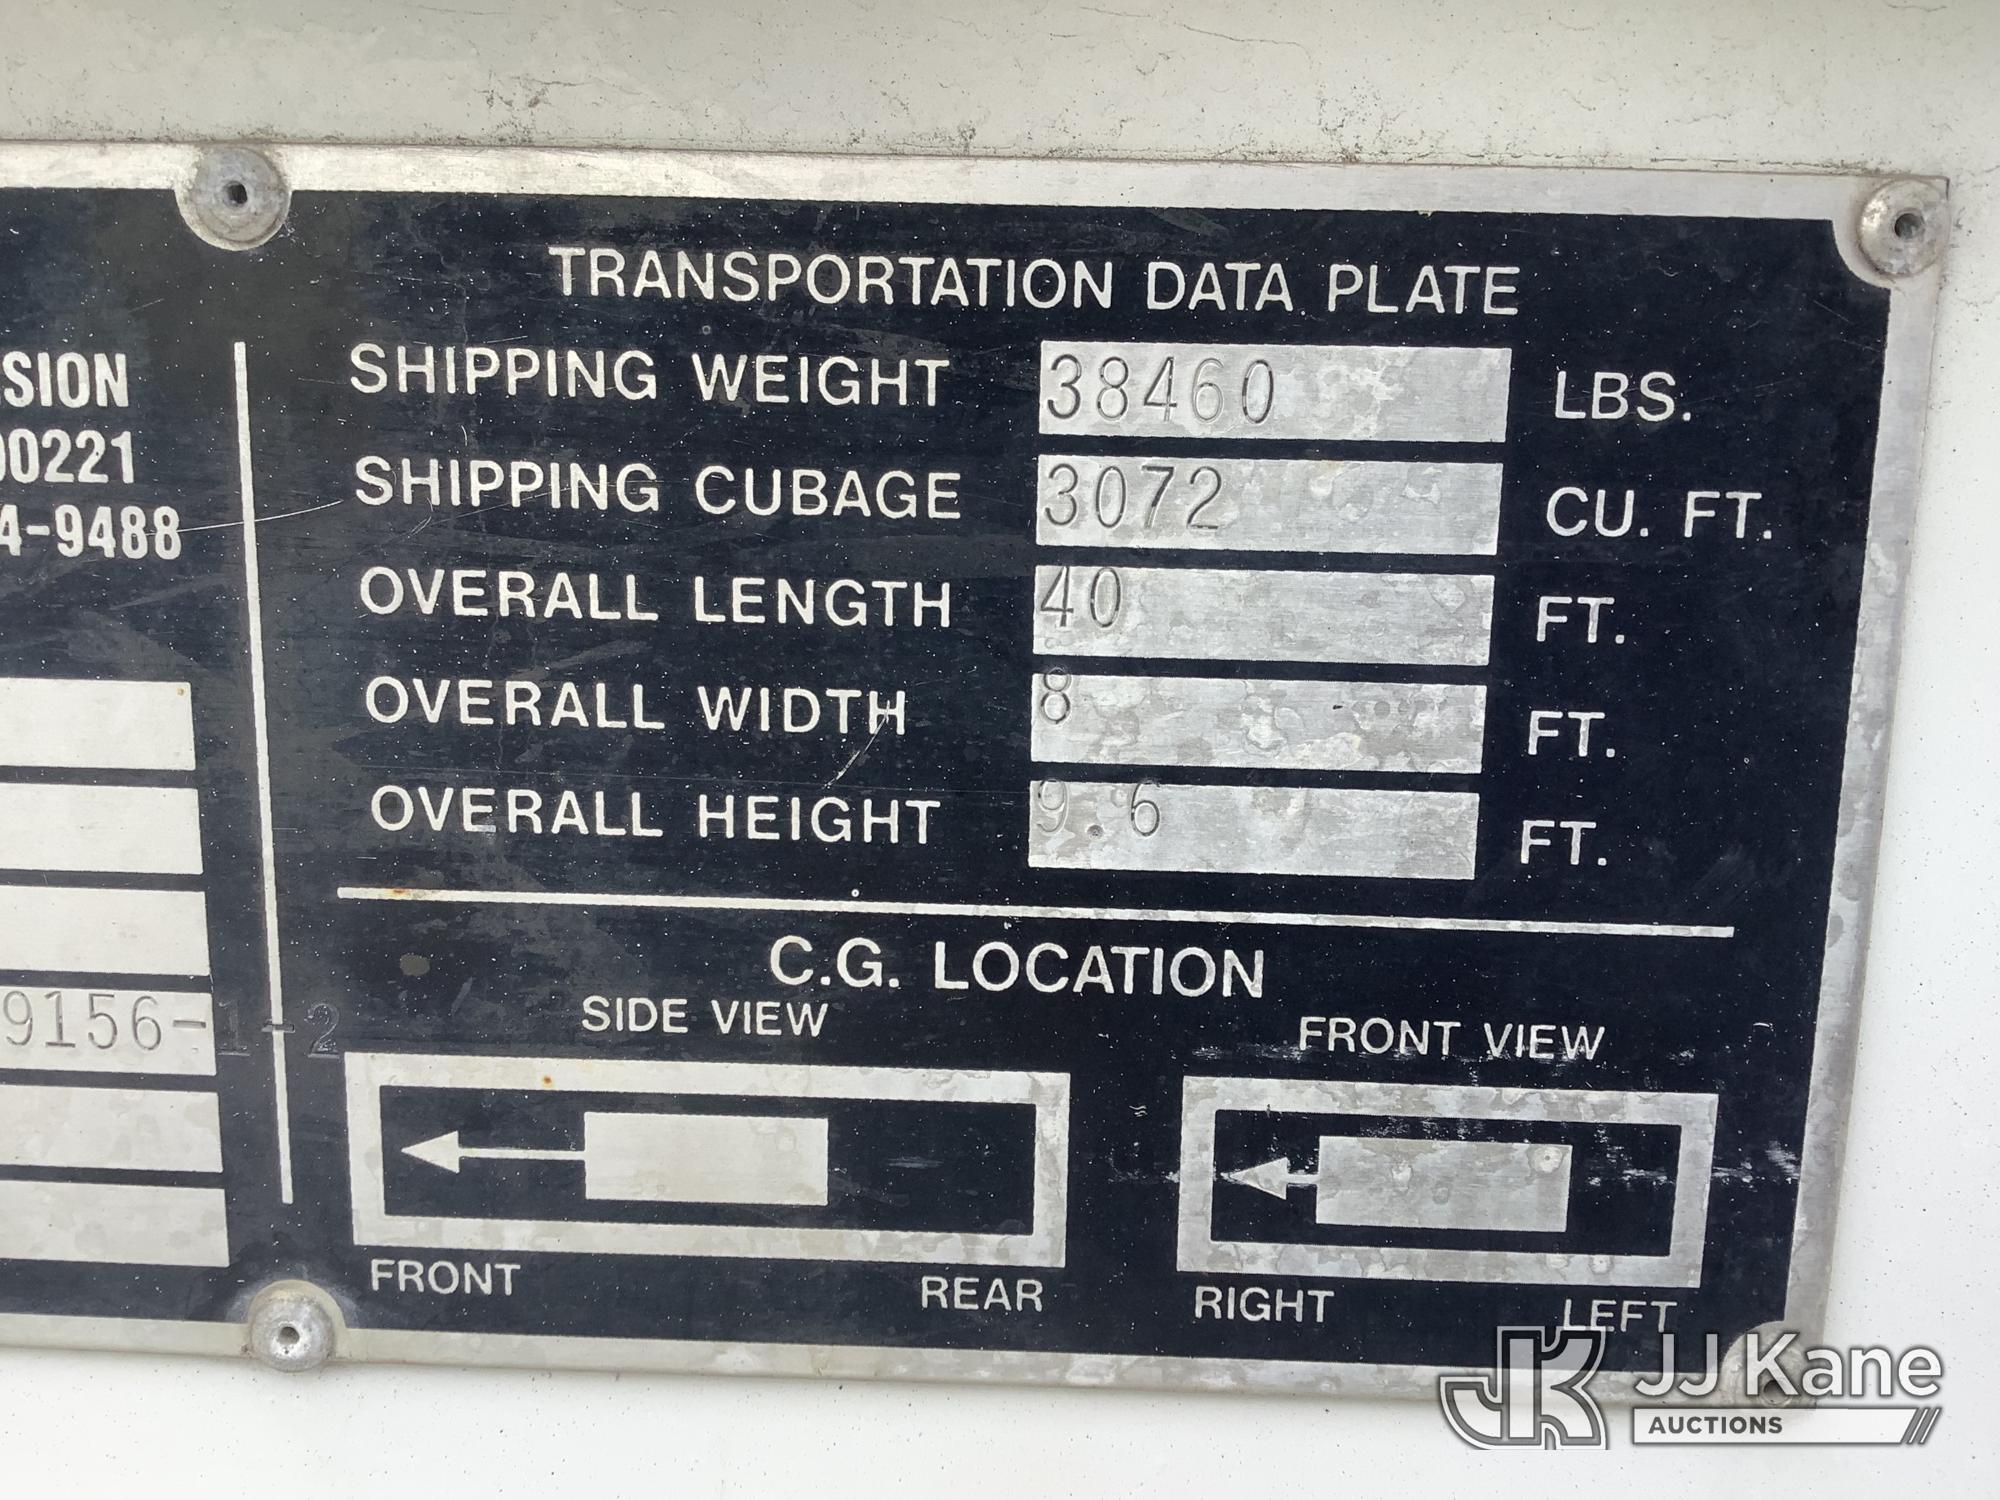 SION
00221
4-9488
9156-1-2
TRANSPORTATION DATA PLATE
SHIPPING WEIGHT 38460 LBS.
SHIPPING CUBAGE 3072 CU. FT.
OVERALL LENGTH 40 FT.
OVERALL WIDTH 8 FT.
OVERALL HEIGHT 9.6 FT.
C.G. LOCATION
SIDE VIEW
FRONT VIEW
FRONT REAR
RIGHT LEFT
JK JJ Kane
AUCTIONS